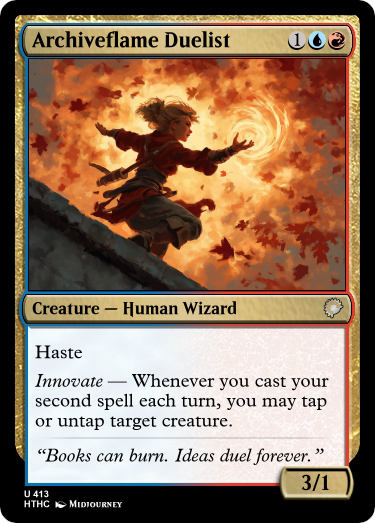 Archiveflame Duelist 1
Creature — Human Wizard
Haste
Innovate — Whenever you cast your
second spell each turn, you may tap
or untap target creature.
“Books can burn. Ideas duel forever.”
3/1
U 413
HTHC Midjourney